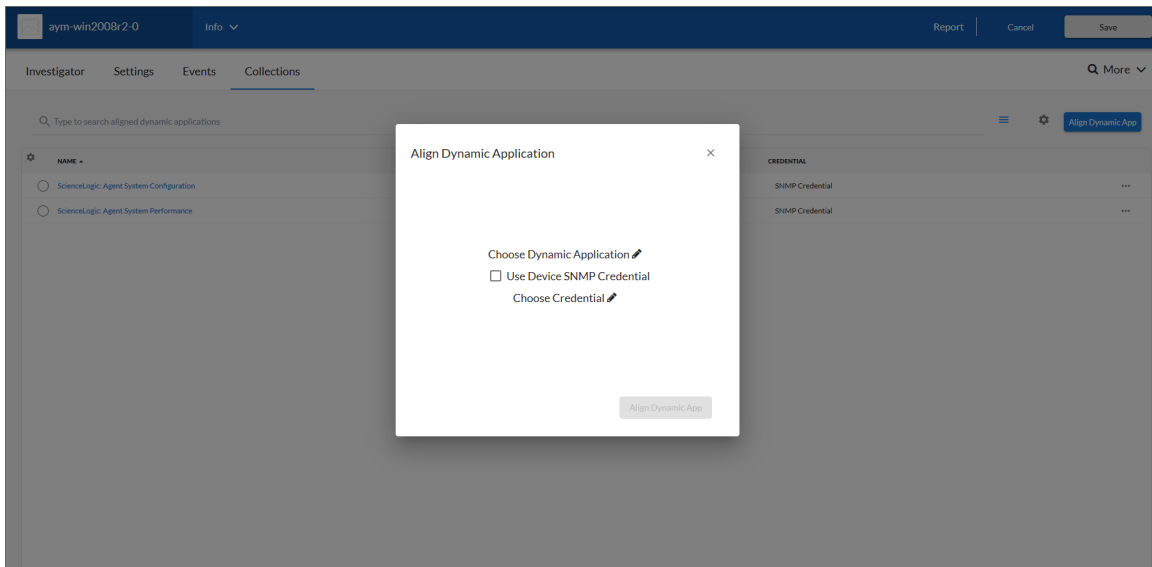 aym-win2008r2-0 Info Report Cancel Save
Investigator Settings Events Collections More
Type to search aligned dynamic applications Align Dynamic App
NAME CREDENTIAL
ScienceLogic: Agent System Configuration SNMP Credential
ScienceLogic: Agent System Performance SNMP Credential
Align Dynamic Application
Choose Dynamic Application
Use Device SNMP Credential
Choose Credential
Align Dynamic App